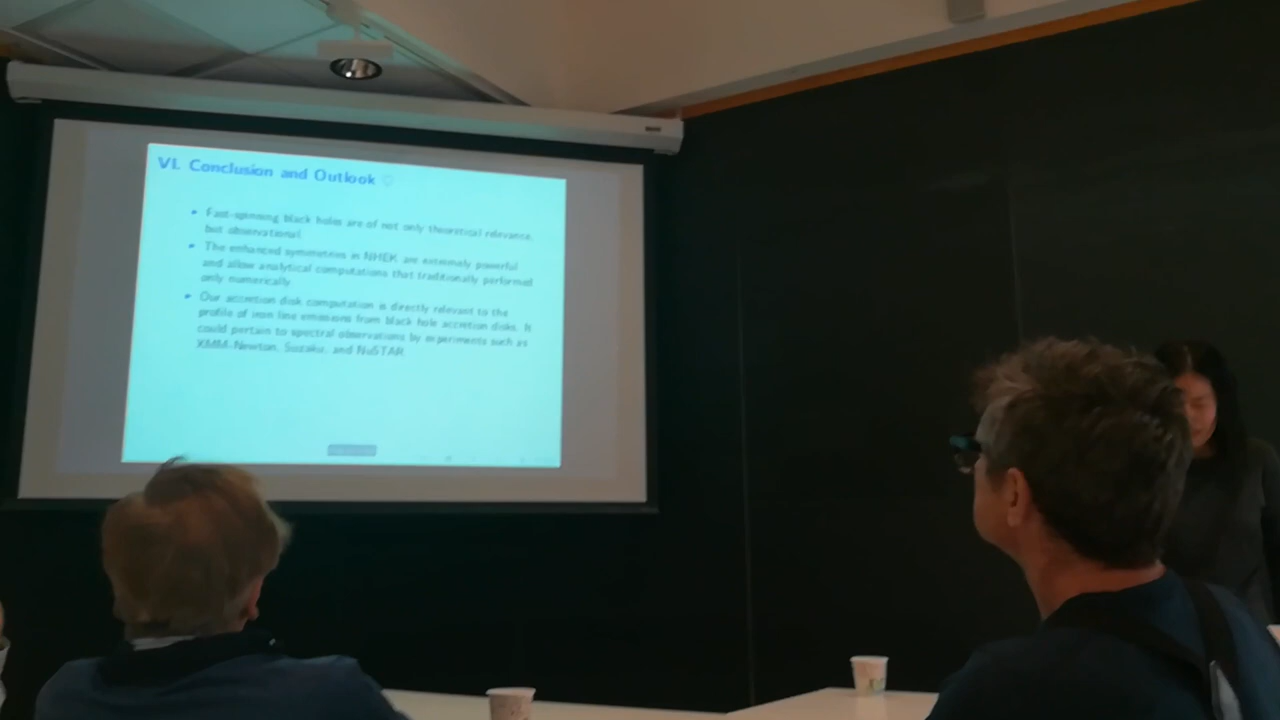 VI. Conclusion and Outlook
Fast-spinning black holes are of not only theoretical relevance,
but observational.
The enhanced symmetries in NHEK are extremely powerful
and allow analytical computations that traditionally performed
only numerically
Our accretion disk computation is directly relevant to the
profile of iron line emissions from black hole accretion disks. It
could pertain to spectral observations by experiments such as
XMM-Newton, Suzaku, and NuSTAR.